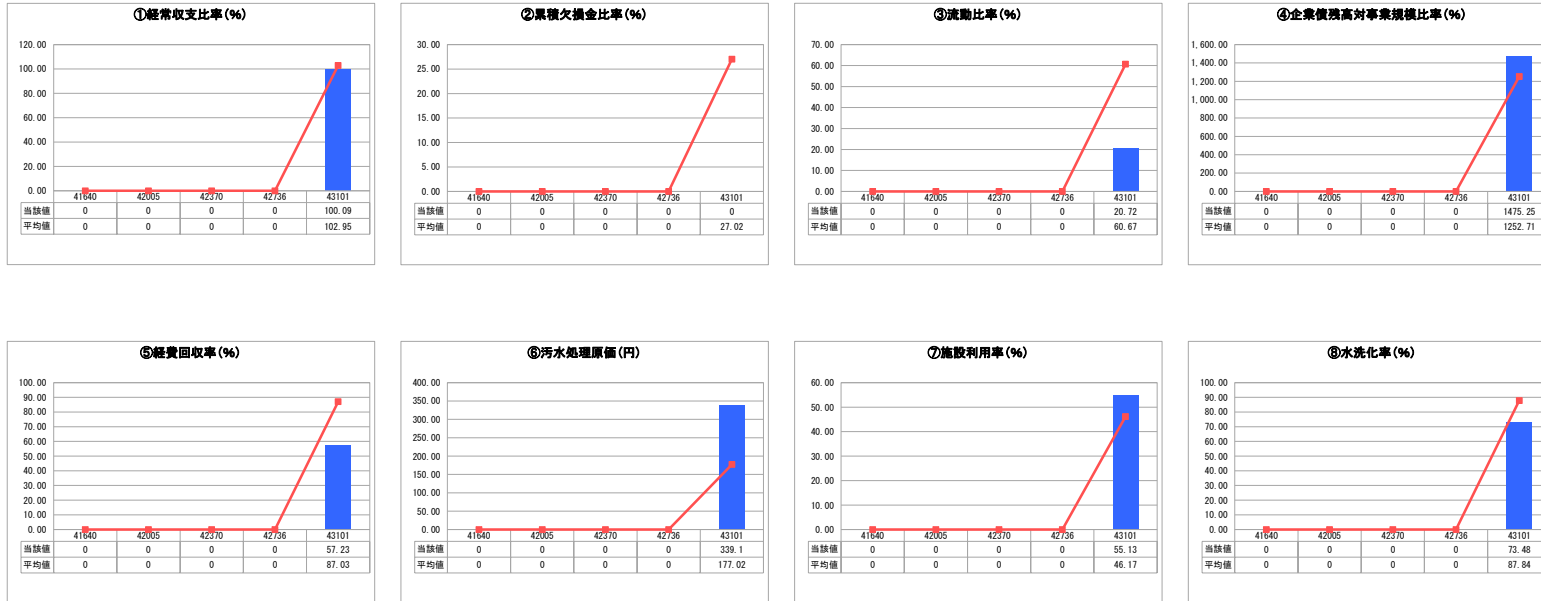 ①経常収支比率(%)
120.00
100.00
80.00
60.00
40.00
20.00
0.00
41640 42005 42370 42736 43101
当該値 0 0 0 0 100.09
平均値 0 0 0 0 102.95
②累積欠損金比率(%)
30.00
25.00
20.00
15.00
10.00
5.00
0.00
41640 42005 42370 42736 43101
当該値 0 0 0 0 0
平均値 0 0 0 0 27.02
③流動比率(%)
70.00
60.00
50.00
40.00
30.00
20.00
10.00
0.00
41640 42005 42370 42736 43101
当該値 0 0 0 0 20.72
平均値 0 0 0 0 60.67
④企業債残高対事業規模比率(%)
1,600.00
1,400.00
1,200.00
1,000.00
800.00
600.00
400.00
200.00
0.00
41640 42005 42370 42736 43101
当該値 0 0 0 0 1475.25
平均値 0 0 0 0 1252.71
⑤経費回収率(%)
100.00
90.00
80.00
70.00
60.00
50.00
40.00
30.00
20.00
10.00
0.00
41640 42005 42370 42736 43101
当該値 0 0 0 0 57.23
平均値 0 0 0 0 87.03
⑥汚水処理原価(円)
400.00
350.00
300.00
250.00
200.00
150.00
100.00
50.00
0.00
41640 42005 42370 42736 43101
当該値 0 0 0 0 339.1
平均値 0 0 0 0 177.02
⑦施設利用率(%)
60.00
50.00
40.00
30.00
20.00
10.00
0.00
41640 42005 42370 42736 43101
当該値 0 0 0 0 55.13
平均値 0 0 0 0 46.17
⑧水洗化率(%)
100.00
90.00
80.00
70.00
60.00
50.00
40.00
30.00
20.00
10.00
0.00
41640 42005 42370 42736 43101
当該値 0 0 0 0 73.48
平均値 0 0 0 0 87.84